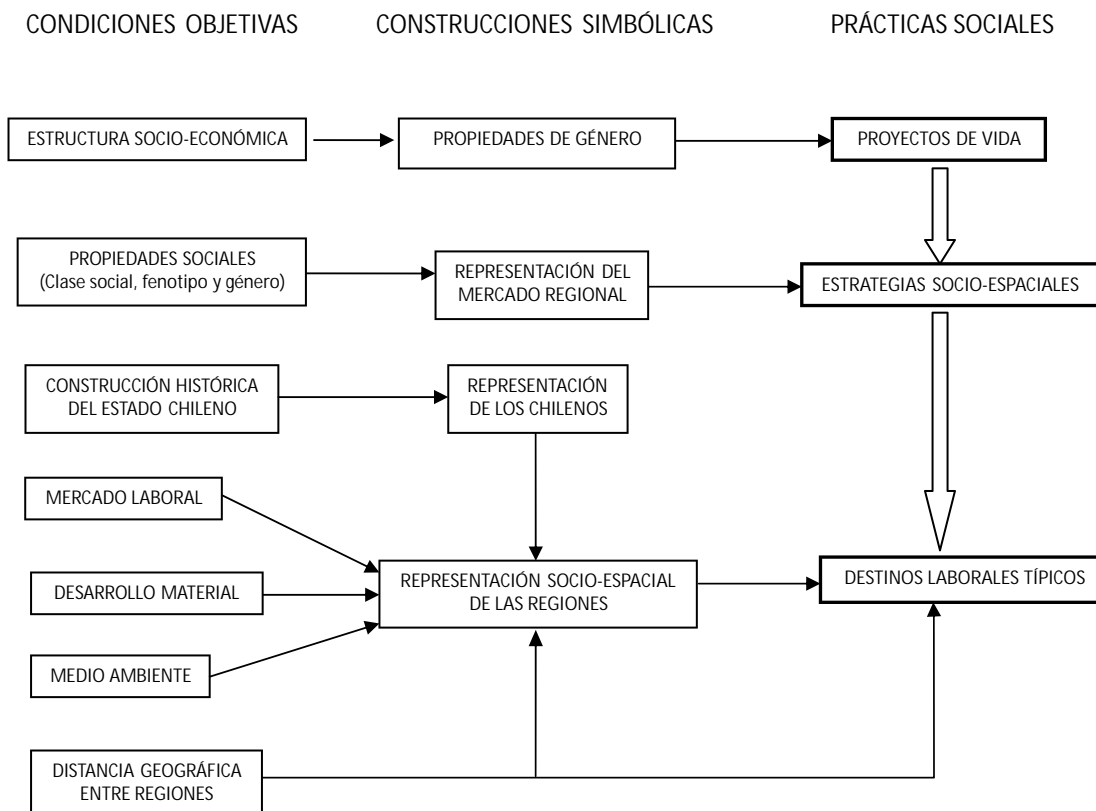 CONDICIONES OBJETIVAS
CONSTRUCCIONES SIMBÓLICAS
PRÁCTICAS SOCIALES
ESTRUCTURA SOCIO-ECONÓMICA
PROPIEDADES DE GÉNERO
PROYECTOS DE VIDA
PROPIEDADES SOCIALES
(Clase social, fenotipo y género)
REPRESENTACIÓN DEL
MERCADO REGIONAL
ESTRATEGIAS SOCIO-ESPACIALES
CONSTRUCCIÓN HISTÓRICA
DEL ESTADO CHILENO
REPRESENTACIÓN
DE LOS CHILENOS
MERCADO LABORAL
DESARROLLO MATERIAL
REPRESENTACIÓN SOCIO-ESPACIAL
DE LAS REGIONES
DESTINOS LABORALES TÍPICOS
MEDIO AMBIENTE
DISTANCIA GEOGRÁFICA
ENTRE REGIONES